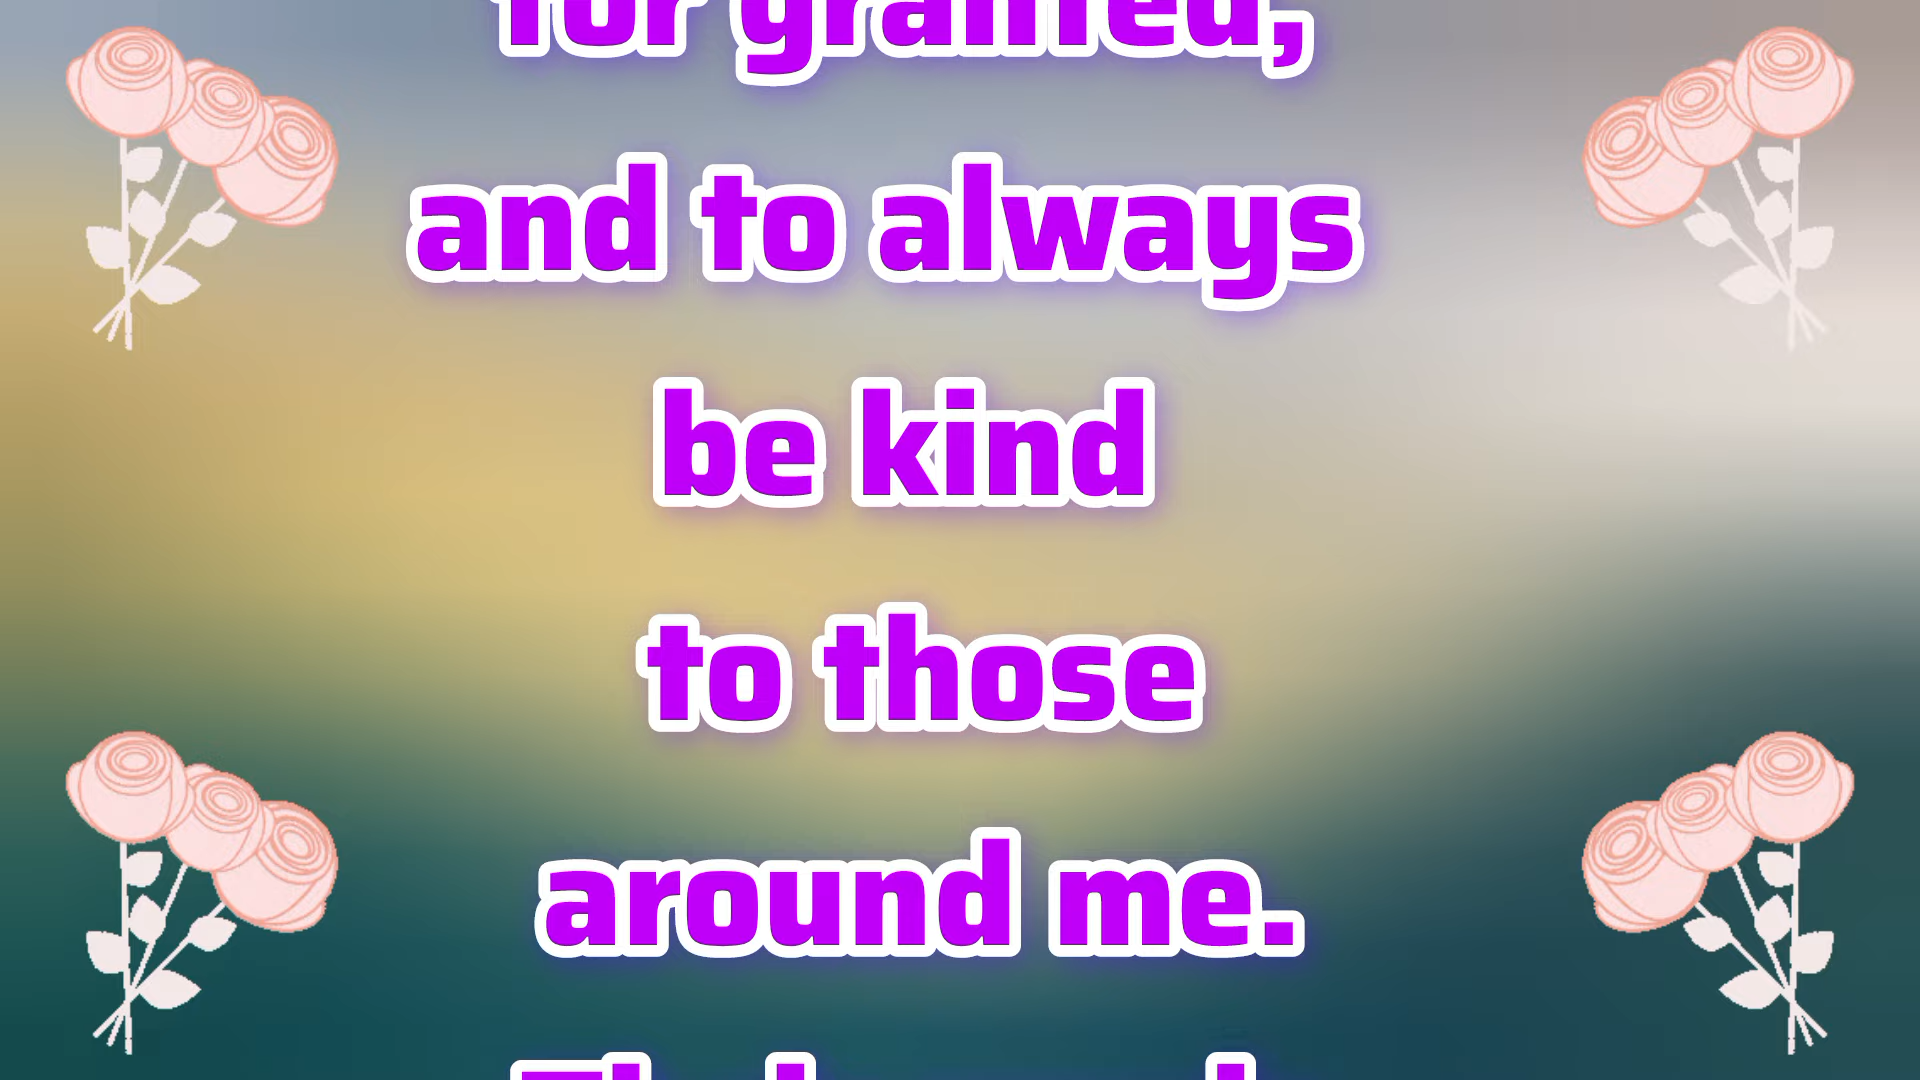 for granted,
and to always
be kind
to those
around me.